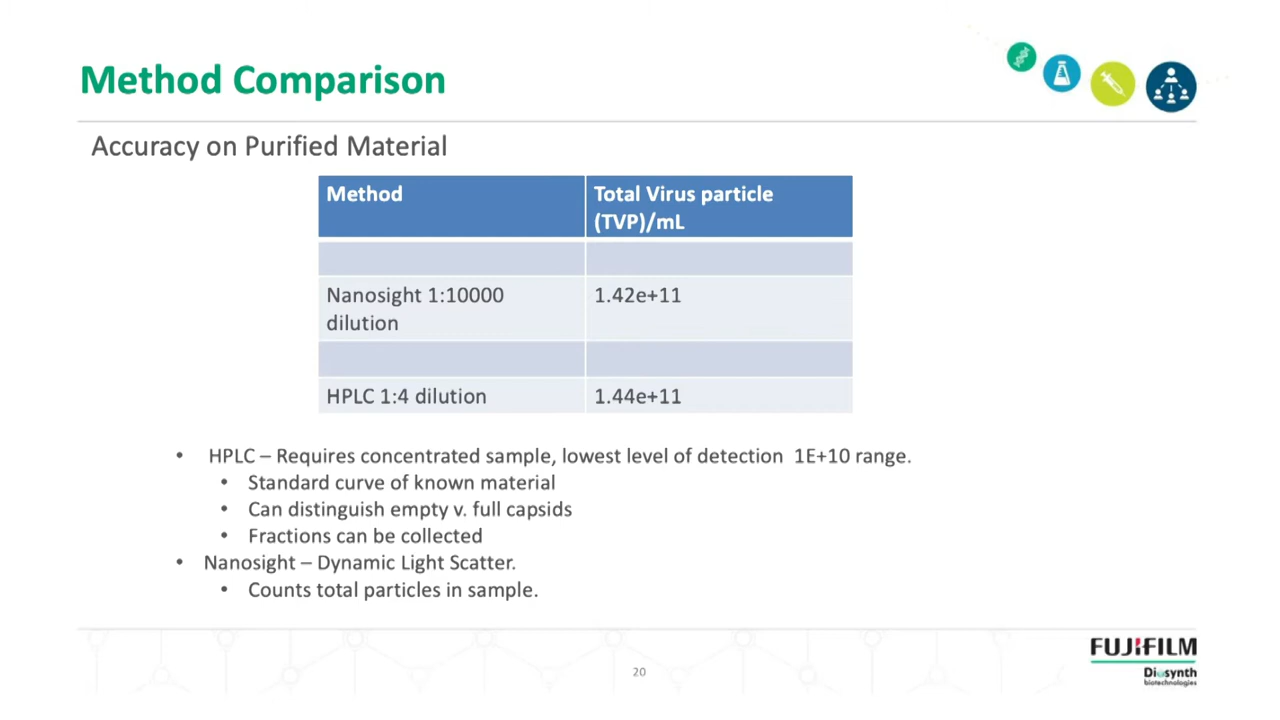 Method Comparison
Accuracy on Purified Material
Method
Total Virus particle
(TVP)/mL
Nanosight 1:10000
dilution
1.42e+11
HPLC 1:4 dilution
1.44e+11
• HPLC – Requires concentrated sample, lowest level of detection 1E+10 range.
• Standard curve of known material
• Can distinguish empty v. full capsids
• Fractions can be collected
• Nanosight – Dynamic Light Scatter.
• Counts total particles in sample.
20
FUJIFILM
Diosynth
biotechnologies